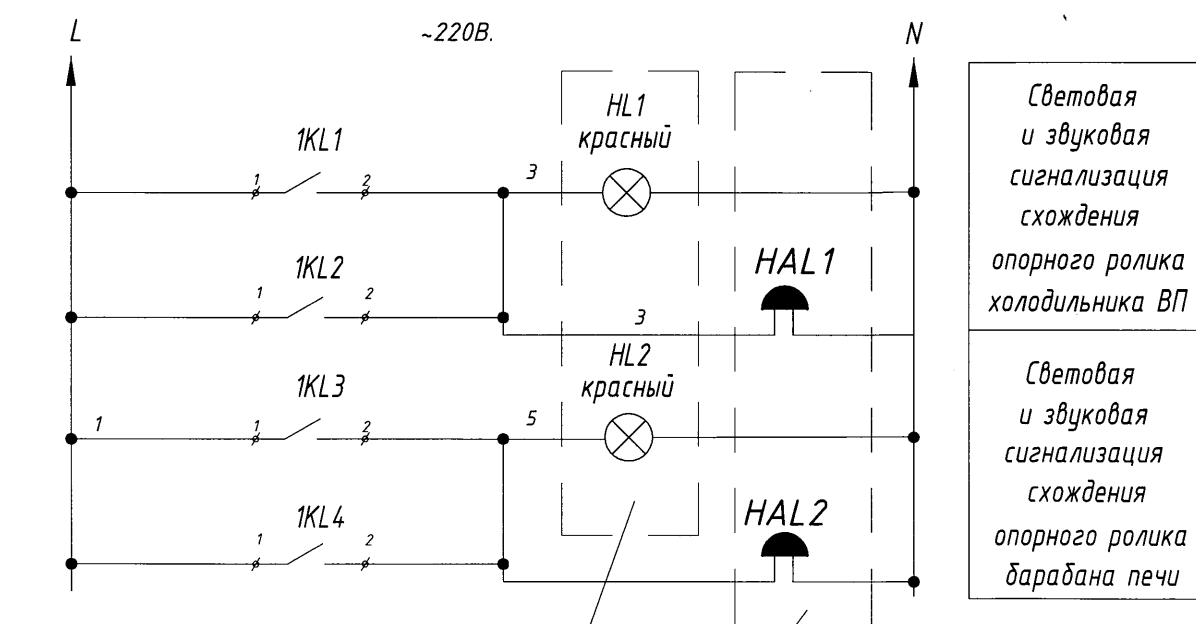 L
~220В.
N
1KL1
1
2
3
HL1
красный
1KL2
1
2
HAL1
3
1KL3
1
1
2
5
HL2
красный
1KL4
1
2
HAL2
Световая
и звуковая
сигнализация
схождения
опорного ролика
холодильника ВП
Световая
и звуковая
сигнализация
схождения
опорного ролика
барабана печи